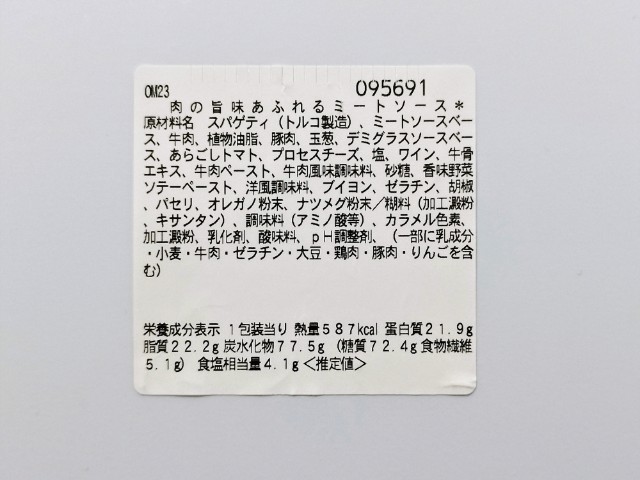 OM23 095691
肉の旨味あふれるミートソース＊
原材料名 スパゲティ（トルコ製造）、ミートソースベー
ス、牛肉、植物油脂、豚肉、玉葱、デミグラスソースベー
ス、あらごしトマト、プロセスチーズ、塩、ワイン、牛骨
エキス、牛肉ペースト、牛肉風味調味料、砂糖、香味野菜
ソテーペースト、洋風調味料、ブイヨン、ゼラチン、胡椒
、パセリ、オレガノ粉末、ナツメグ粉末／糊料（加工澱粉
、キサンタン）、調味料（アミノ酸等）、カラメル色素、
加工澱粉、乳化剤、酸味料、ｐＨ調整剤、（一部に乳成分
・小麦・牛肉・ゼラチン・大豆・鶏肉・豚肉・りんごを含
む）
栄養成分表示 １包装当り 熱量５８７kcal 蛋白質２１.９g
脂質２２.２g 炭水化物７７.５g （糖質７２.４g 食物繊維
５.１g） 食塩相当量４.１g＜推定値＞